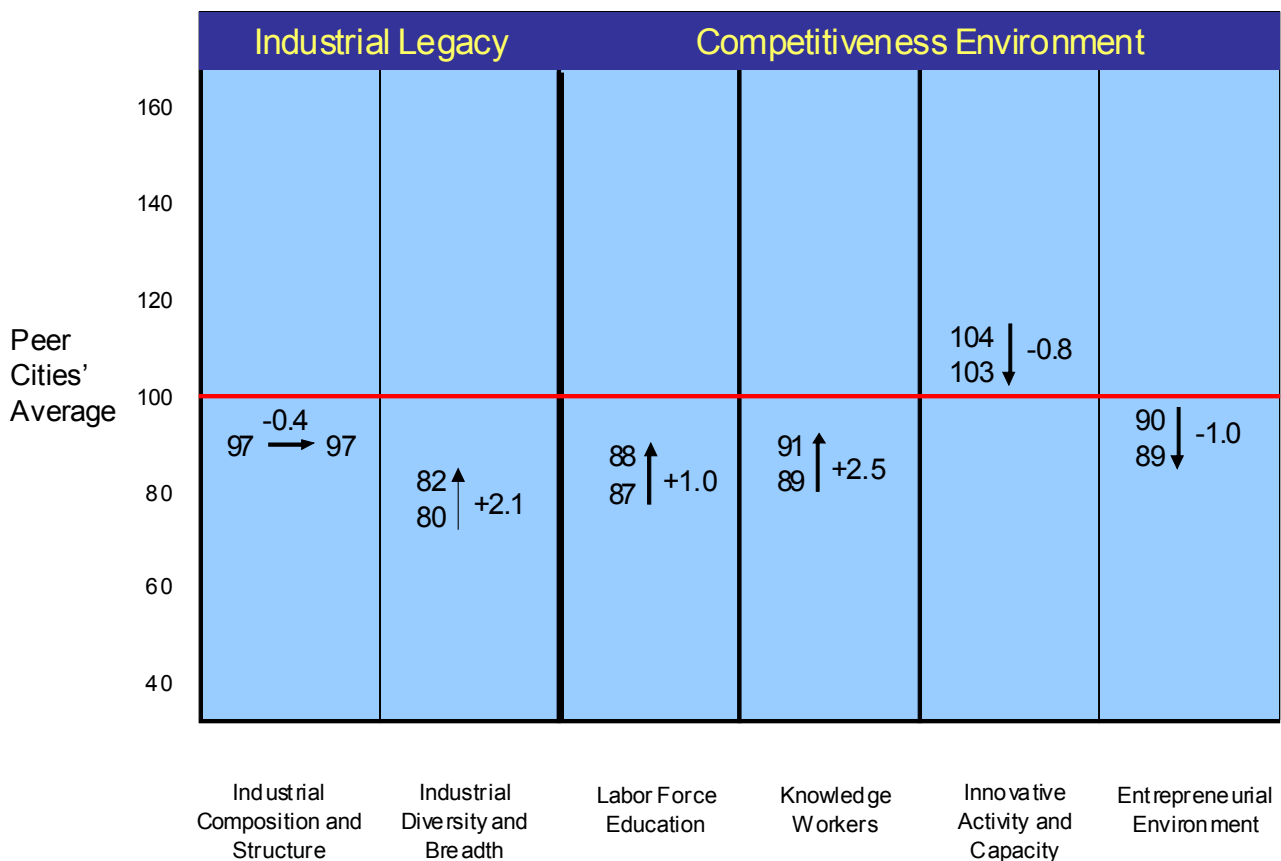 Industrial Legacy
Competitiveness Environment
160
140
120
100
80
60
40
Peer
Cities'
Average
-0.4
97 97
82
80
+2.1
88
87
+1.0
91
89
+2.5
104
103
-0.8
90
89
-1.0
Industrial
Composition and
Structure
Industrial
Diversity and
Breadth
Labor Force
Education
Knowledge
Workers
Innovative
Activity and
Capacity
Entrepreneurial
Environment